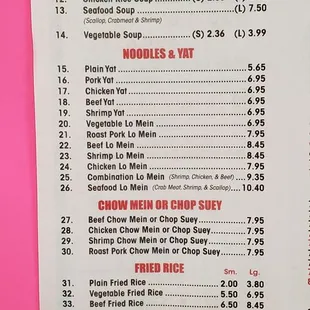 13. Seafood Soup (L) 7.50
(Scallop, Crabmeat & Shrimp)
14. Vegetable Soup (S) 2.36 (L) 3.99
NOODLES & YAT
15. Plain Yat 5.65
16. Pork Yat 6.95
17. Chicken Yat 6.95
18. Beef Yat 6.95
19. Shrimp Yat 6.95
20. Vegetable Lo Mein 6.95
21. Roast Pork Lo Mein 7.95
22. Beef Lo Mein 8.45
23. Shrimp Lo Mein 8.45
24. Chicken Lo Mein 7.95
25. Combination Lo Mein (Shrimp, Chicken, & Beef) 9.35
26. Seafood Lo Mein (Crab Meat, Shrimp, & Scallop) 10.40
CHOW MEIN OR CHOP SUEY
27. Beef Chow Mein or Chop Suey 7.95
28. Chicken Chow Mein or Chop Suey 7.95
29. Shrimp Chow Mein or Chop Suey 7.95
30. Roast Pork Chow Mein or Chop Suey 7.95
FRIED RICE
Sm. Lg.
31. Plain Fried Rice 2.00 3.80
32. Vegetable Fried Rice 5.50 6.95
33. Beef Fried Rice 6.50 8.45